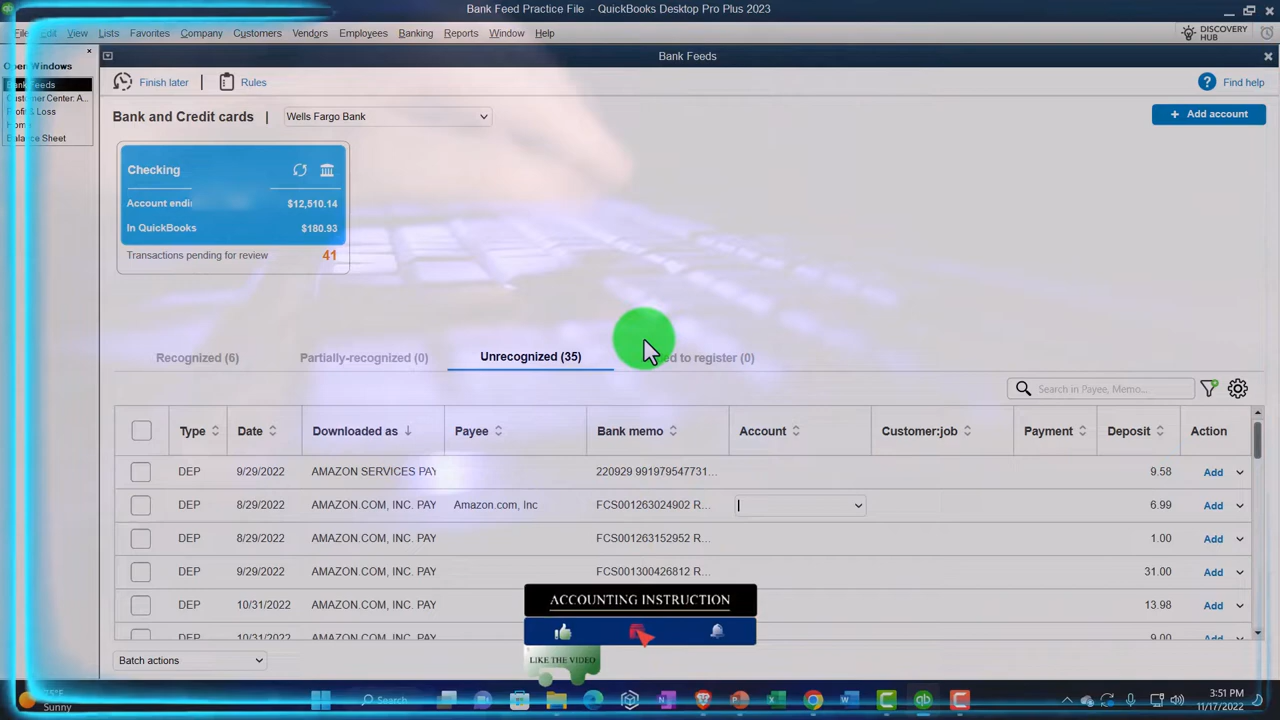 Bank Feed Practice File - QuickBooks Desktop Pro Plus 2023
File Edit View Lists Favorites Company Customers Vendors Employees Banking Reports Window Help
DISCOVERY HUB
Open Windows
Bank Feeds
Customer Center: A...
Profit & Loss
Home
Balance Sheet
Bank Feeds
Finish later | Rules
Find help
Bank and Credit cards | Wells Fargo Bank
+ Add account
Checking
Account ending $12,510.14
In QuickBooks $180.93
Transactions pending for review 41
Recognized (6) Partially-recognized (0) Unrecognized (35) to register (0)
Search in Payee, Memo...
Type Date Downloaded as Payee Bank memo Account Customer:job Payment Deposit Action
DEP 9/29/2022 AMAZON SERVICES PAY 220929 991979547731... 9.58 Add
DEP 8/29/2022 AMAZON.COM, INC. PAY Amazon.com, Inc FCS001263024902 R... 6.99 Add
DEP 8/29/2022 AMAZON.COM, INC. PAY FCS001263152952 R... 1.00 Add
DEP 9/29/2022 AMAZON.COM, INC. PAY FCS001300426812 R... 31.00 Add
DEP 10/31/2022 AMAZON.COM, INC. PAY 13.98 Add
DEP 10/31/2022 AMAZON.COM, INC. PAY 9.00 Add
ACCOUNTING INSTRUCTION
LIKE THE VIDEO
Batch actions
Sunny
Search
3:51 PM
11/17/2022